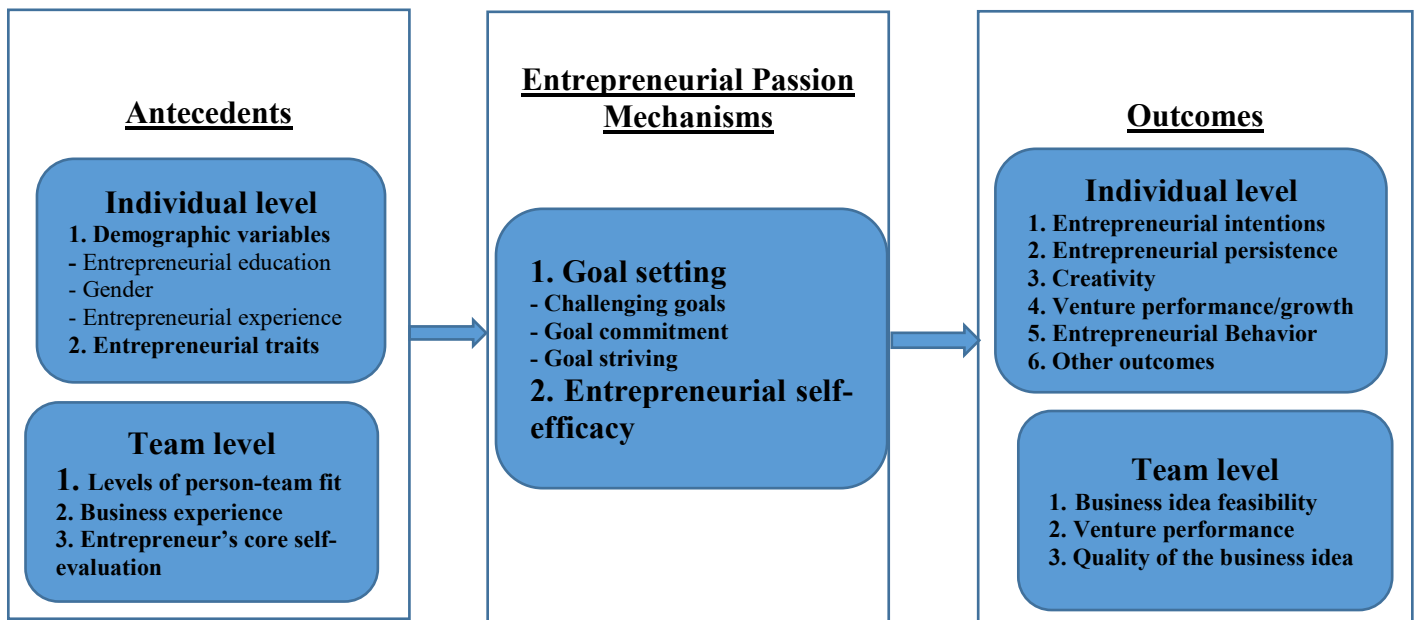 Antecedents
Individual level
1. Demographic variables
- Entrepreneurial education
- Gender
- Entrepreneurial experience
2. Entrepreneurial traits
Team level
1. Levels of person-team fit
2. Business experience
3. Entrepreneur’s core self-
evaluation
Entrepreneurial Passion
Mechanisms
1. Goal setting
- Challenging goals
- Goal commitment
- Goal striving
2. Entrepreneurial self-
efficacy
Outcomes
Individual level
1. Entrepreneurial intentions
2. Entrepreneurial persistence
3. Creativity
4. Venture performance/growth
5. Entrepreneurial Behavior
6. Other outcomes
Team level
1. Business idea feasibility
2. Venture performance
3. Quality of the business idea